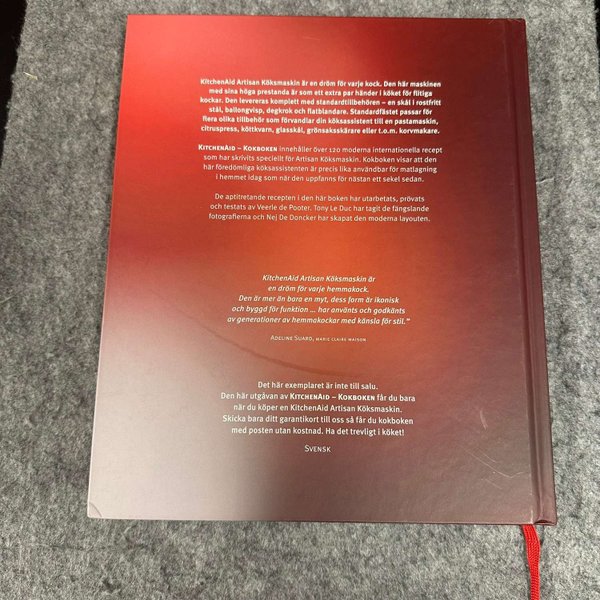 KitchenAid Artisan Köksmaskin är en dröm för varje kock. Den här maskinen
med sina höga prestanda är som ett extra par händer i köket för flitiga
kockar. Den levereras komplett med standardtillbehören – en skål i rostfritt
stål, ballongvisp, degkrok och flatblandare. Standardfästet passar för
flera olika tillbehör som förvandlar din köksassistent till en pastamaskin,
citruspress, köttkvarn, glasskål, grönsaksskärare eller t.o.m. korvmakare.
KitchenAid – Kokboken innehåller över 120 moderna internationella recept
som har skrivits speciellt för Artisan Köksmaskin. Kokboken visar att den
här föredömliga köksassistenten är precis lika användbar för matlagning
i hemmet idag som när den uppfanns för nästan ett sekel sedan.
De aptitretande recepten i den här boken har utarbetats, prövats
och testats av Veerle de Pooter. Tony Le Duc har tagit de fängslande
fotografierna och Nej De Doncker har skapat den moderna layouten.
KitchenAid Artisan Köksmaskin är
en dröm för varje hemmakock.
Den är mer än bara en myt, dess form är ikonisk
och byggd för funktion ... har använts och godkänts
av generationer av hemmakockar med känsla för stil."
Adeline Suard, Marie Claire Maison
Det här exemplaret är inte till salu.
Den här utgåvan av KitchenAid – Kokboken får du bara
när du köper en KitchenAid Artisan Köksmaskin.
Skicka bara ditt garantikort till oss så får du kokboken
med posten utan kostnad. Ha det trevligt i köket!
Svensk